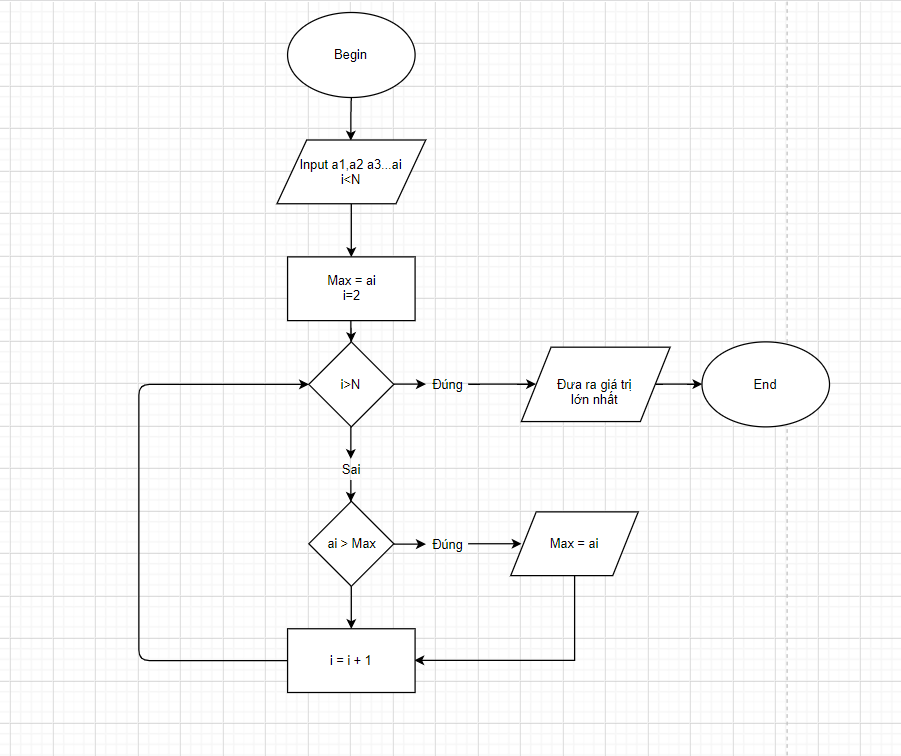 Begin
Input a1,a2 a3...ai
i<N
Max = ai
i=2
i>N
Đúng
Đưa ra giá trị
lớn nhất
End
Sai
ai > Max
Đúng
Max = ai
i = i + 1